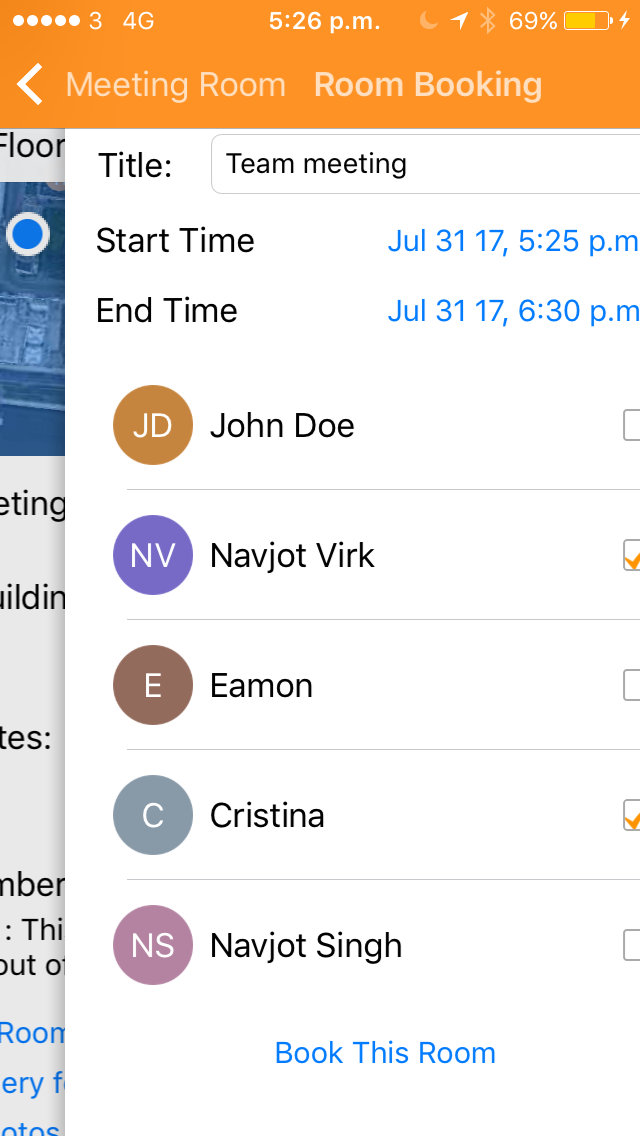 3 4G 5:26 p.m. 69%
Meeting Room Room Booking
Floor
Title: Team meeting
Start Time Jul 31 17, 5:25 p.m
End Time Jul 31 17, 6:30 p.m
JD John Doe
eting
NV Navjot Virk
uildin
E Eamon
tes:
C Cristina
mber
: Thi
out of
NS Navjot Singh
Room
Book This Room
ery f
otos